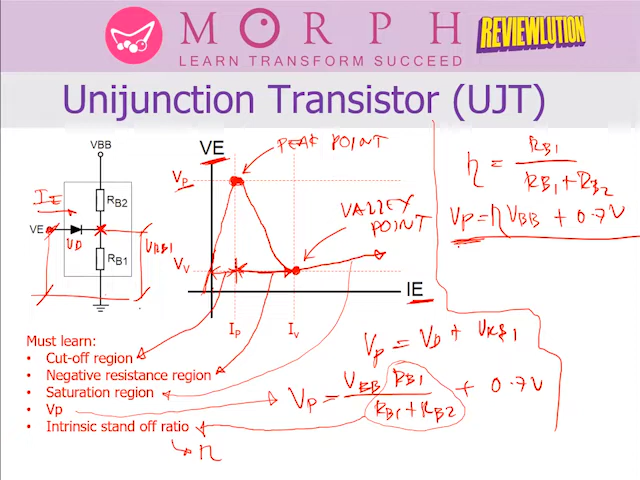 MORPH
REVIEWLUTION
LEARN TRANSFORM SUCCEED
Unijunction Transistor (UJT)
VBB
RB2
IE
VE
VD
RB1
VRB1
VE
PEAK POINT
VP
VALLEY POINT
VV
IE
IP
IV
η = RB1 / (RB1 + RB2)
VP = ηVBB + 0.7V
Must learn:
• Cut-off region
• Negative resistance region
• Saturation region
• Vp
• Intrinsic stand off ratio
η
VP = VD + VRB1
VP = VBB RB1 / (RB1 + RB2) + 0.7V